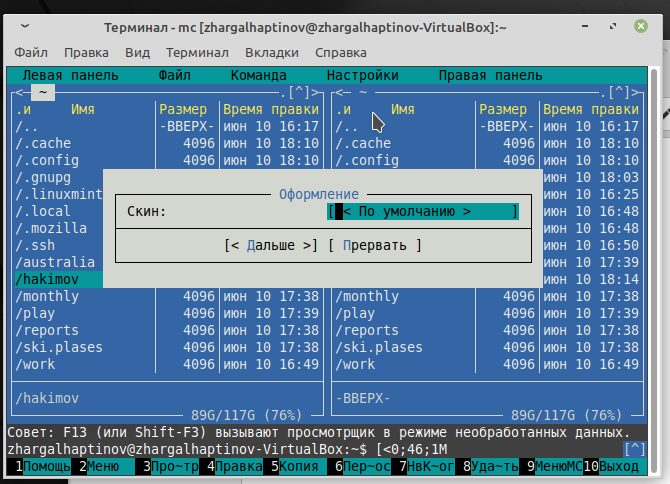 Терминал - mc [zhargalhaptinov@zhargalhaptinov-VirtualBox]:~
Файл Правка Вид Терминал Вкладки Справка
Левая панель Файл Команда Настройки Правая панель
<─ ~ ─ .[^]> <─ ~ ─ .[^]>
.и Имя Размер Время правки .и Имя Размер Время правки
/.. -ВВЕРХ- июн 10 16:17 /.. -ВВЕРХ- июн 10 16:17
/.cache 4096 июн 10 18:10 /.cache 4096 июн 10 18:10
/.config 4096 июн 10 18:10 /.config 4096 июн 10 18:10
/.gnupg июн 10 18:03
/.linuxmint июн 10 16:25
/.local июн 10 16:48
/.mozilla июн 10 16:48
/.ssh июн 10 16:50
/australia июн 10 17:39
/hakimov июн 10 18:14
Оформление
Скин: [ < По умолчанию > ]
[< Дальше >] [ Прервать ]
/monthly 4096 июн 10 17:38 /monthly 4096 июн 10 17:38
/play 4096 июн 10 17:39 /play 4096 июн 10 17:39
/reports 4096 июн 10 17:38 /reports 4096 июн 10 17:38
/ski.plases 4096 июн 10 17:38 /ski.plases 4096 июн 10 17:38
/work 4096 июн 10 16:49 /work 4096 июн 10 16:49
/hakimov -ВВЕРХ-
89G/117G (76%) 89G/117G (76%)
Совет: F13 (или Shift-F3) вызывают просмотрщик в режиме необработанных данных.
zhargalhaptinov@zhargalhaptinov-VirtualBox:~$ [<0;46;1M [^]
1Помощь 2Меню 3Про~тр 4Правка 5Копия 6Пер~ос 7НвК~ог 8Уда~ть 9МенюMC 10Выход